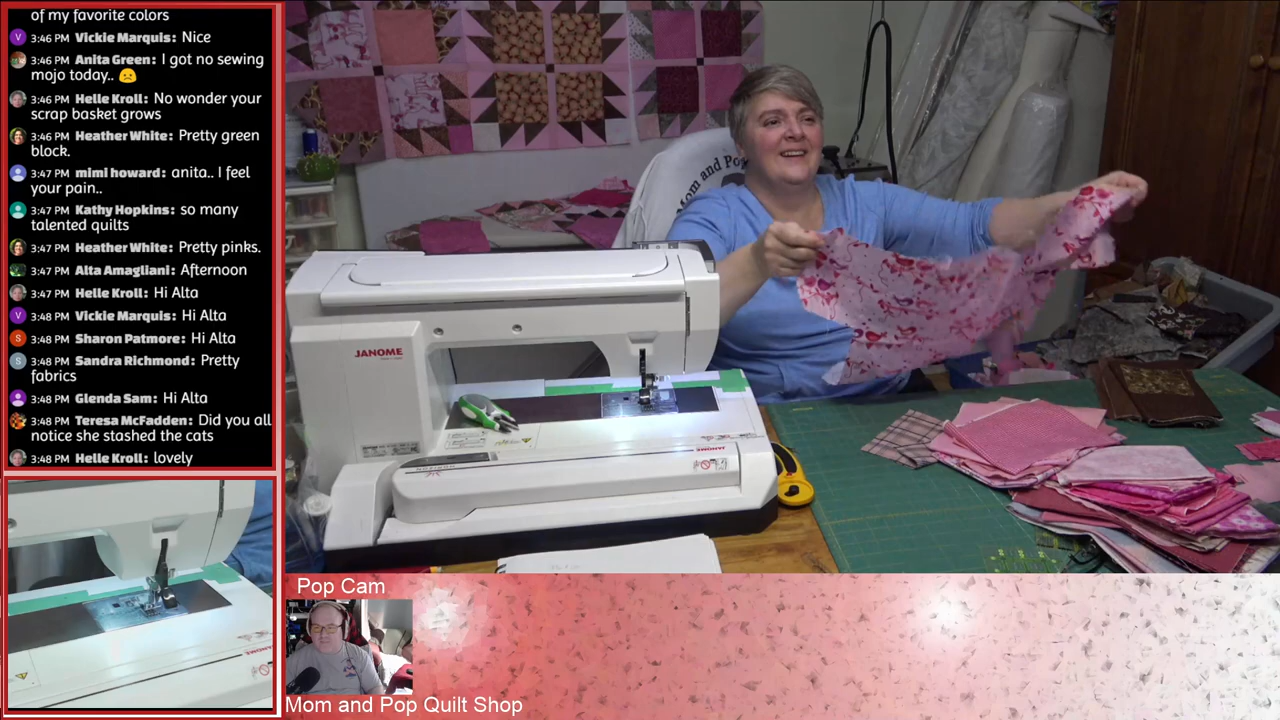 of my favorite colors
V 3:46 PM Vickie Marquis: Nice
3:46 PM Anita Green: I got no sewing
mojo today.. 🙁
3:46 PM Helle Kroll: No wonder your
scrap basket grows
3:46 PM Heather White: Pretty green
block.
3:47 PM mimi howard: anita.. I feel
your pain..
3:47 PM Kathy Hopkins: so many
talented quilts
3:47 PM Heather White: Pretty pinks.
3:47 PM Alta Amagliani: Afternoon
3:47 PM Helle Kroll: Hi Alta
V 3:48 PM Vickie Marquis: Hi Alta
S 3:48 PM Sharon Patmore: Hi Alta
S 3:48 PM Sandra Richmond: Pretty
fabrics
3:48 PM Glenda Sam: Hi Alta
3:48 PM Teresa McFadden: Did you all
notice she stashed the cats
3:48 PM Helle Kroll: lovely
Mom and Po
JANOME
Pop Cam
Mom and Pop Quilt Shop